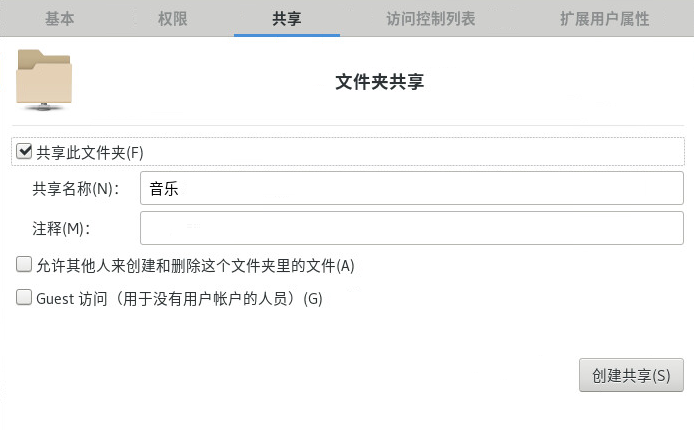 基本 权限 共享 访问控制列表 扩展用户属性
文件夹共享
共享此文件夹(F)
共享名称(N)： 音乐
注释(M)：
允许其他人来创建和删除这个文件夹里的文件(A)
Guest 访问（用于没有用户帐户的人员）(G)
创建共享(S)